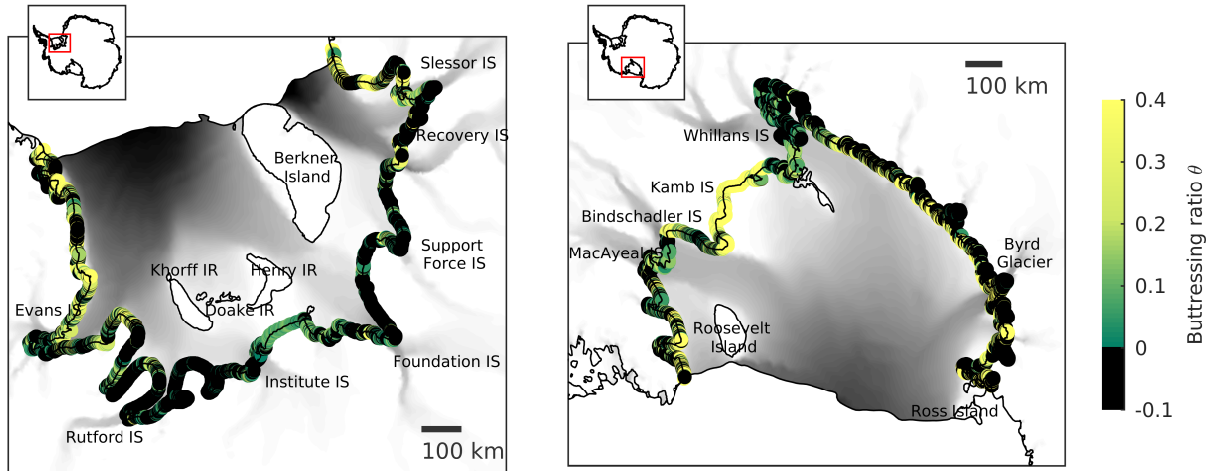 Slessor IS
Recovery IS
Berkner
Island
Support
Force IS
Khorff IR
Henry IR
Doake IR
Evans IS
Foundation IS
Institute IS
Rutford IS
100 km
100 km
Whillans IS
Kamb IS
Bindschadler IS
MacAyeal IS
Byrd
Glacier
Roosevelt
Island
Ross Island
0.4
0.3
0.2
0.1
0
-0.1
Buttressing ratio θ